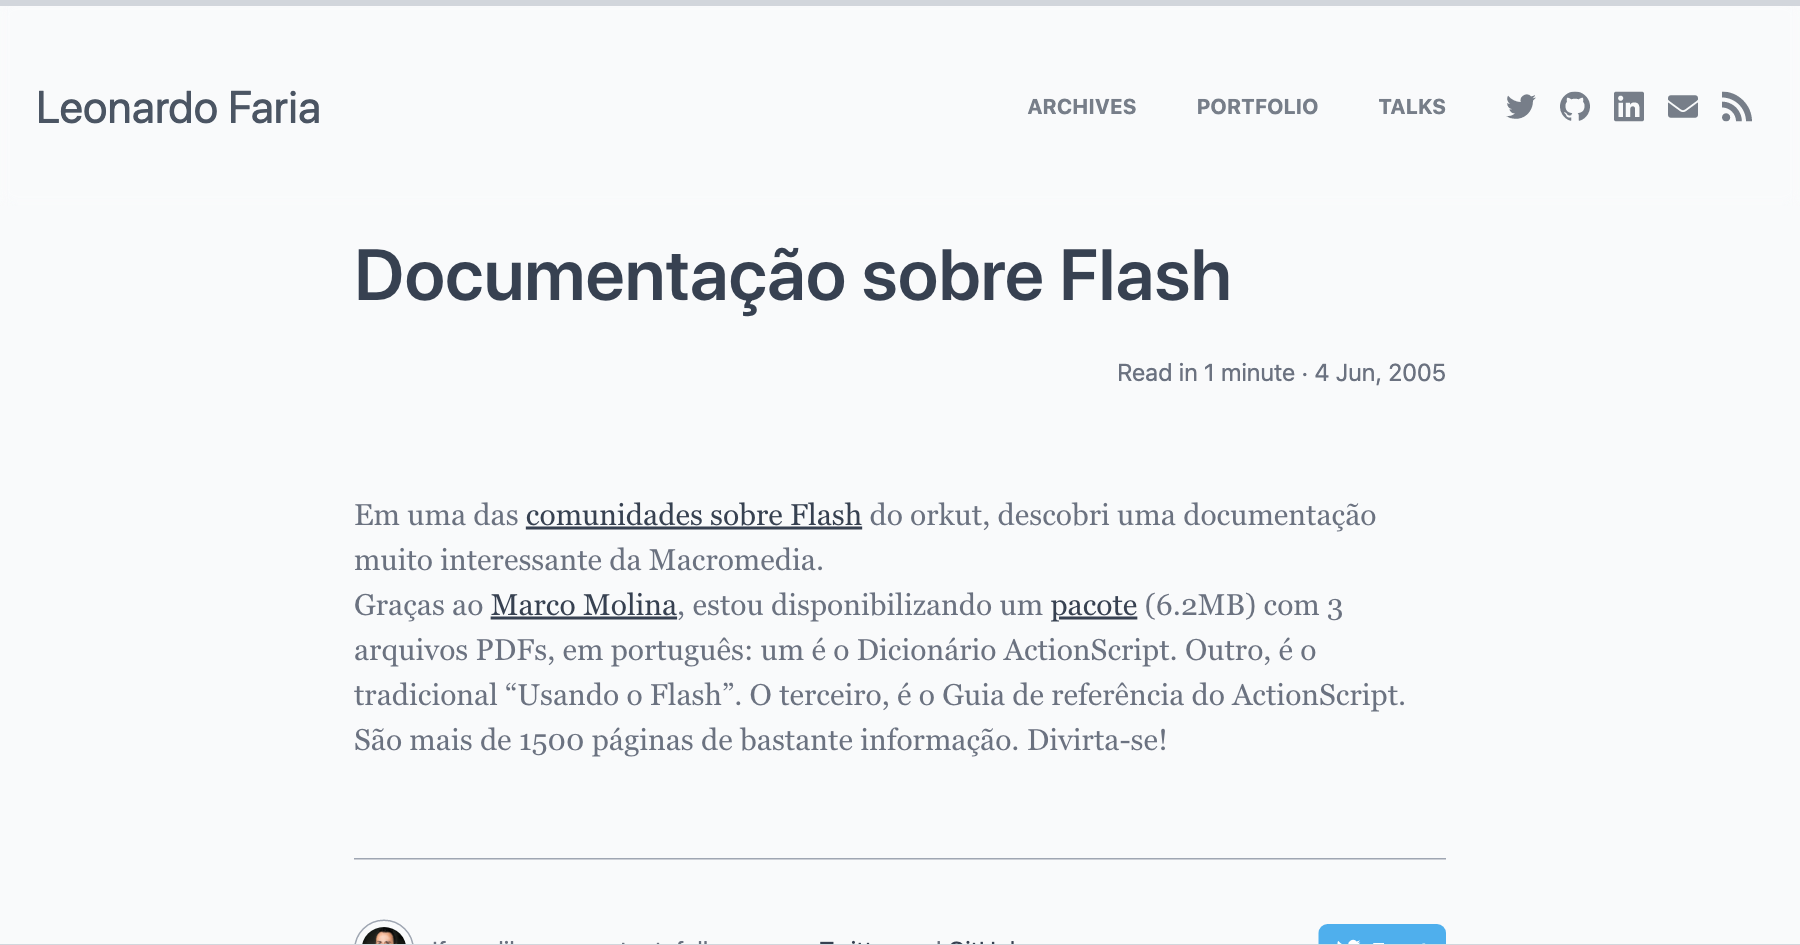 Leonardo Faria
ARCHIVES PORTFOLIO TALKS
Documentação sobre Flash
Read in 1 minute · 4 Jun, 2005
Em uma das comunidades sobre Flash do orkut, descobri uma documentação
muito interessante da Macromedia.
Graças ao Marco Molina, estou disponibilizando um pacote (6.2MB) com 3
arquivos PDFs, em português: um é o Dicionário ActionScript. Outro, é o
tradicional “Usando o Flash”. O terceiro, é o Guia de referência do ActionScript.
São mais de 1500 páginas de bastante informação. Divirta-se!